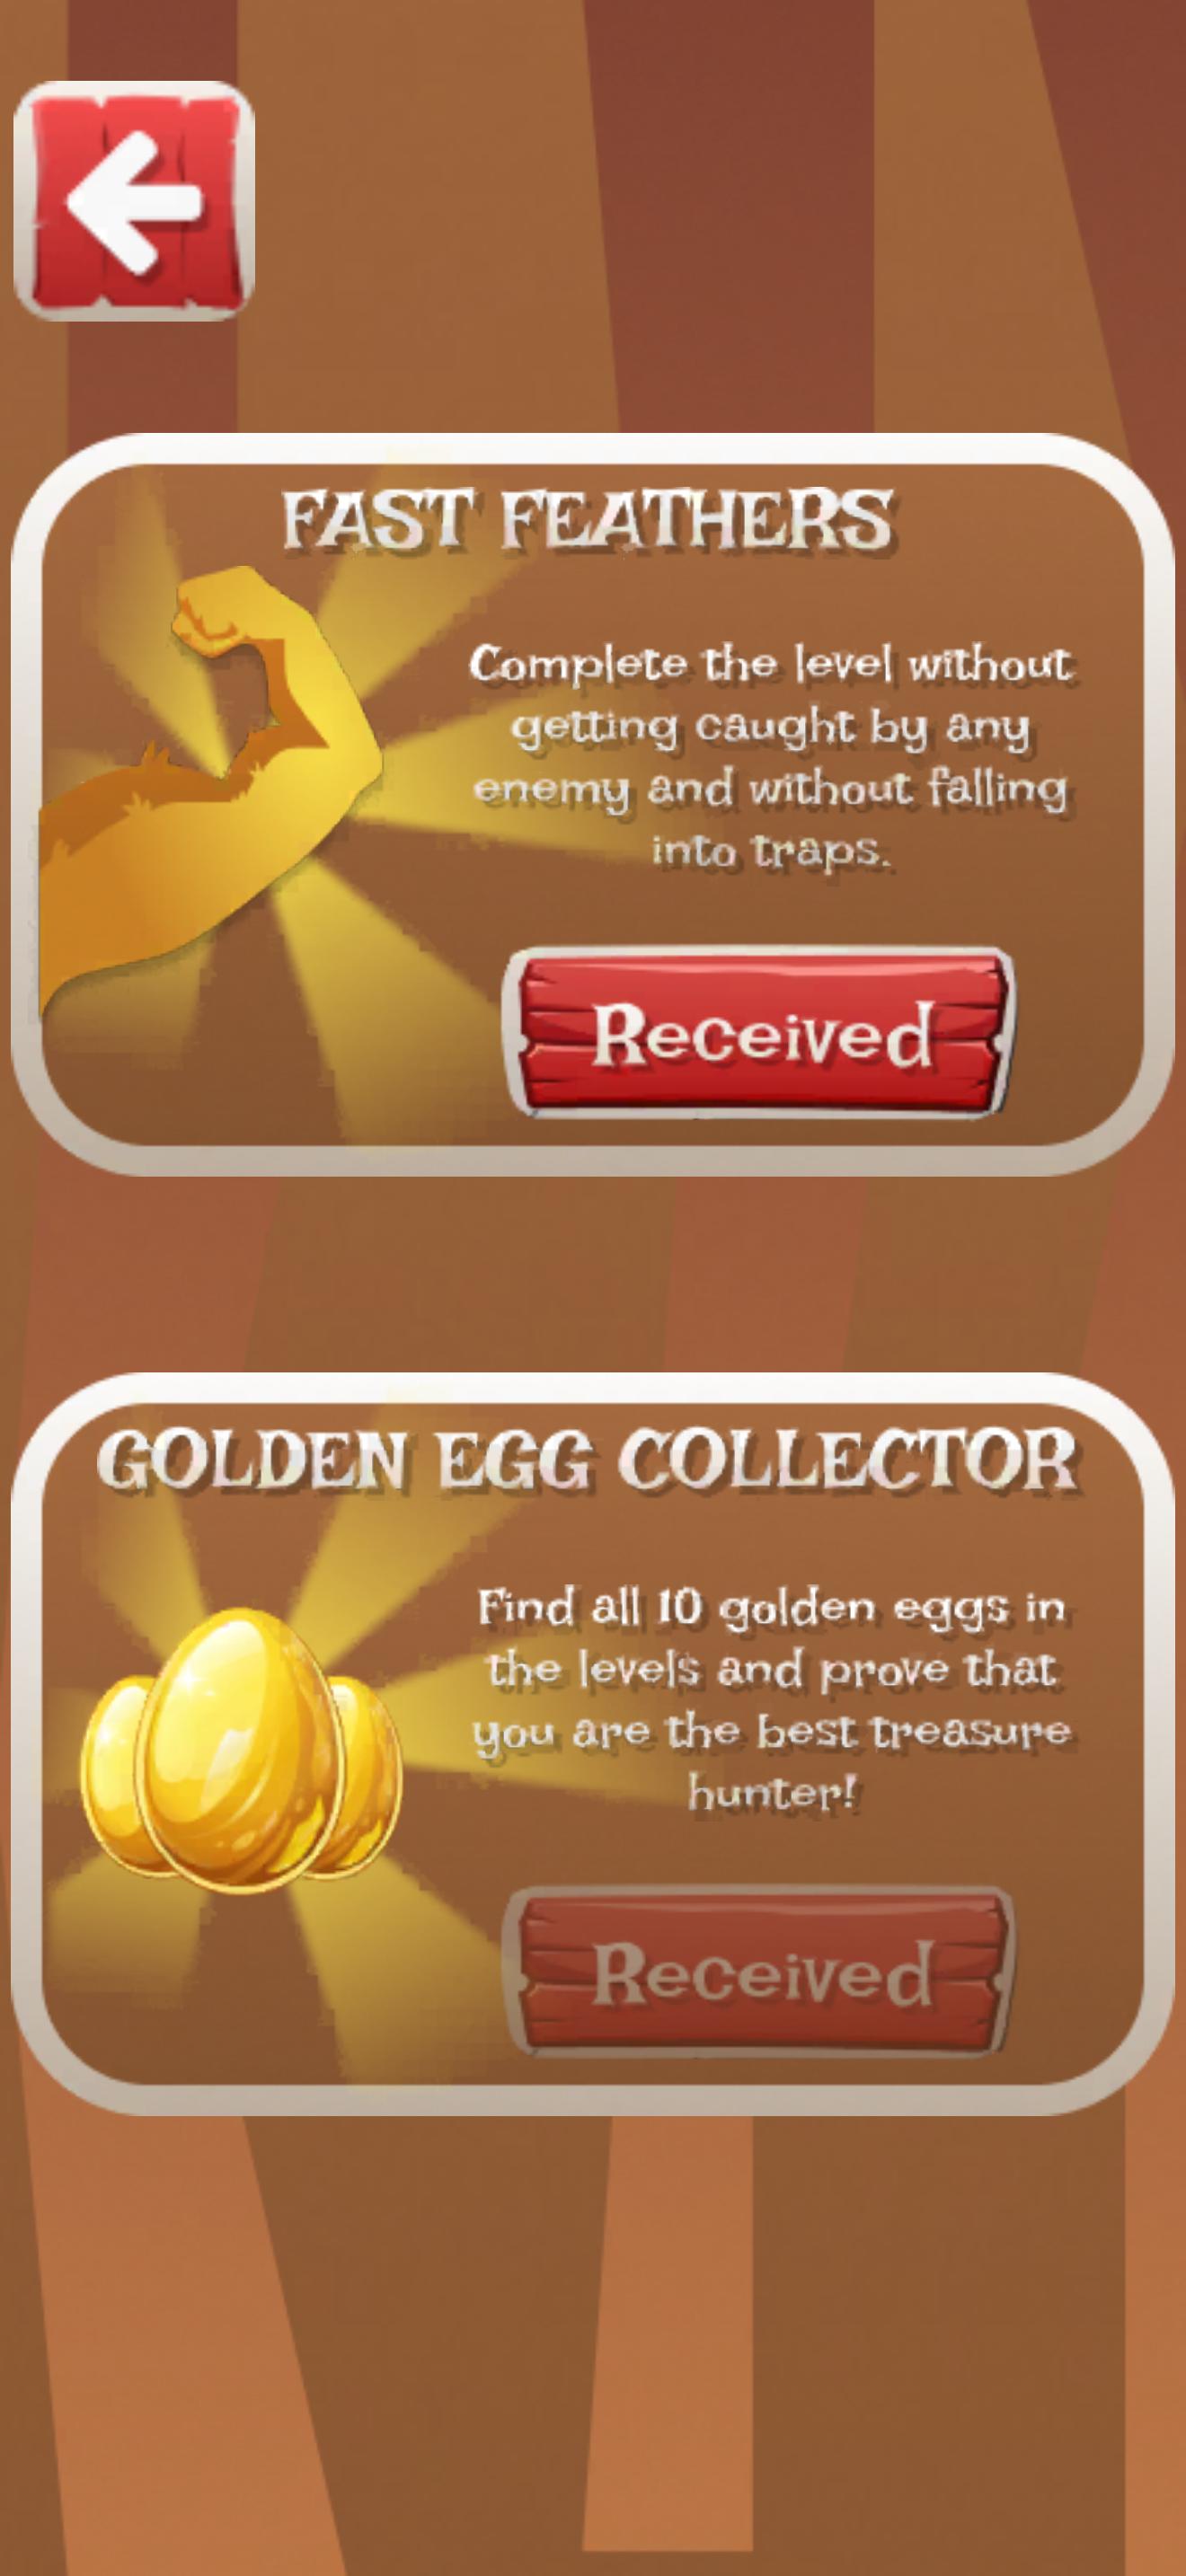 FAST FEATHERS
Complete the level without
getting caught by any
enemy and without falling
into traps.
Received
GOLDEN EGG COLLECTOR
Find all 10 golden eggs in
the levels and prove that
you are the best treasure
hunter!
Received